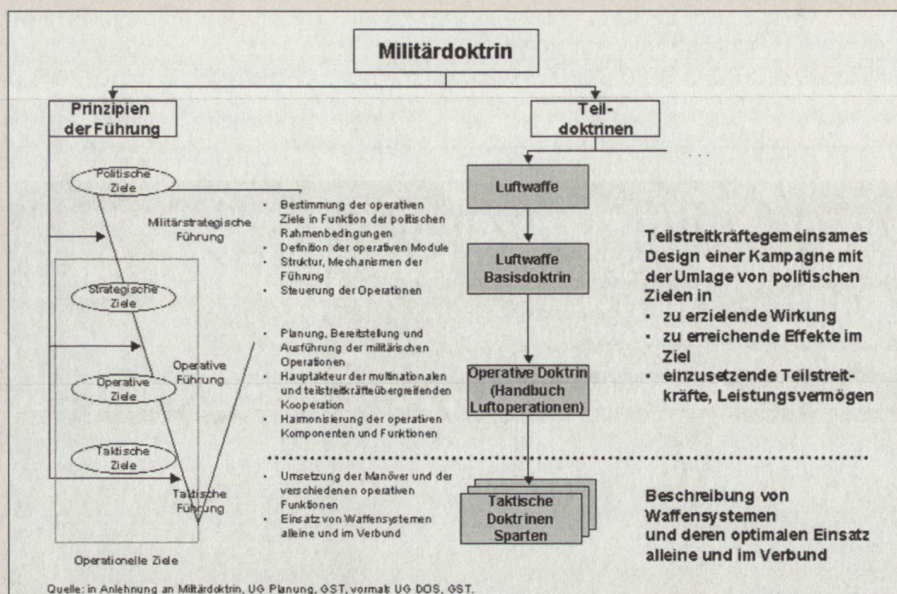 Militärdoktrin
Prinzipien
der Führung
Teil-
doktrinen
Politische
Ziele
Militärstrategische
Führung
Strategische
Ziele
Operative
Führung
Operative
Ziele
Taktische
Ziele
Taktische
Führung
Operationelle Ziele
• Bestimmung der operativen
Ziele in Funktion der politischen
Rahmenbedingungen
• Definition der operativen Module
• Struktur, Mechanismen der
Führung
• Steuerung der Operationen
• Planung, Bereitstellung und
Ausführung der militärischen
Operationen
• Hauptakteur der multinationalen
und teilstreitkräfteübergreifenden
Kooperation
• Harmonisierung der operativen
Komponenten und Funktionen
• Umsetzung der Manöver und der
verschiedenen operativen
Funktionen
• Einsatz von Waffensystemen
alleine und im Verbund
...
Luftwaffe
Luftwaffe
Basisdoktrin
Operative Doktrin
(Handbuch
Luftoperationen)
Taktische
Doktrinen
Sparten
Teilstreitkräftegemeinsames
Design einer Kampagne mit
der Umlage von politischen
Zielen in
• zu erzielende Wirkung
• zu erreichende Effekte im
Ziel
• einzusetzende Teilstreit-
kräfte, Leistungsvermögen
Beschreibung von
Waffensystemen
und deren optimalen Einsatz
alleine und im Verbund
Quelle: in Anlehnung an Militärdoktrin, UG Planung, GST, vormals UG DOS, GST.